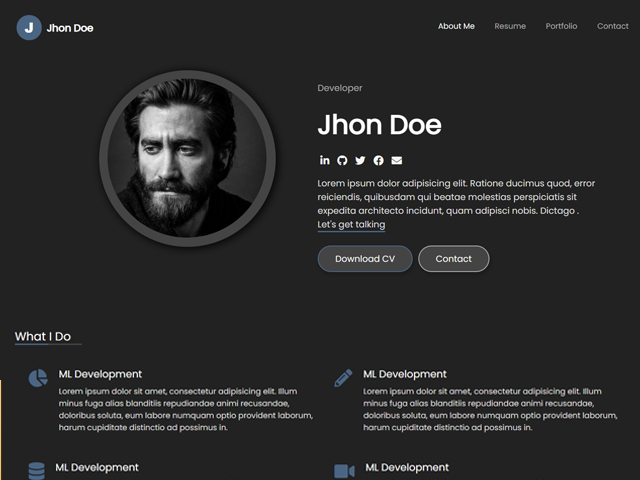 J Jhon Doe
About Me Resume Portfolio Contact
Developer
Jhon Doe
Lorem ipsum dolor adipisicing elit. Ratione ducimus quod, error
reiciendis, quibusdam qui beatae molestias perspiciatis sit
expedita architecto incidunt, quam adipisci nobis. Dictago .
Let's get talking
Download CV Contact
What I Do
ML Development
Lorem ipsum dolor sit amet, consectetur adipisicing elit. Illum
minus fuga alias blanditiis repudiandae animi recusandae,
doloribus soluta, eum labore numquam optio provident laborum,
harum cupiditate distinctio ad possimus in.
ML Development
Lorem ipsum dolor sit amet, consectetur adipisicing elit. Illum
minus fuga alias blanditiis repudiandae animi recusandae,
doloribus soluta, eum labore numquam optio provident laborum,
harum cupiditate distinctio ad possimus in.
ML Development
ML Development